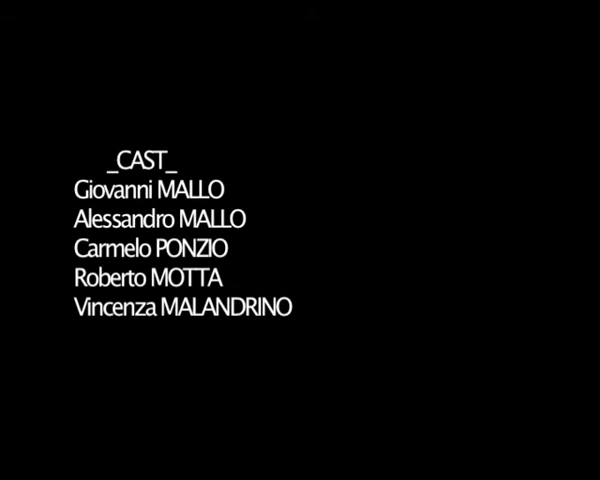 _CAST_
Giovanni MALLO
Alessandro MALLO
Carmelo PONZIO
Roberto MOTTA
Vincenza MALANDRINO